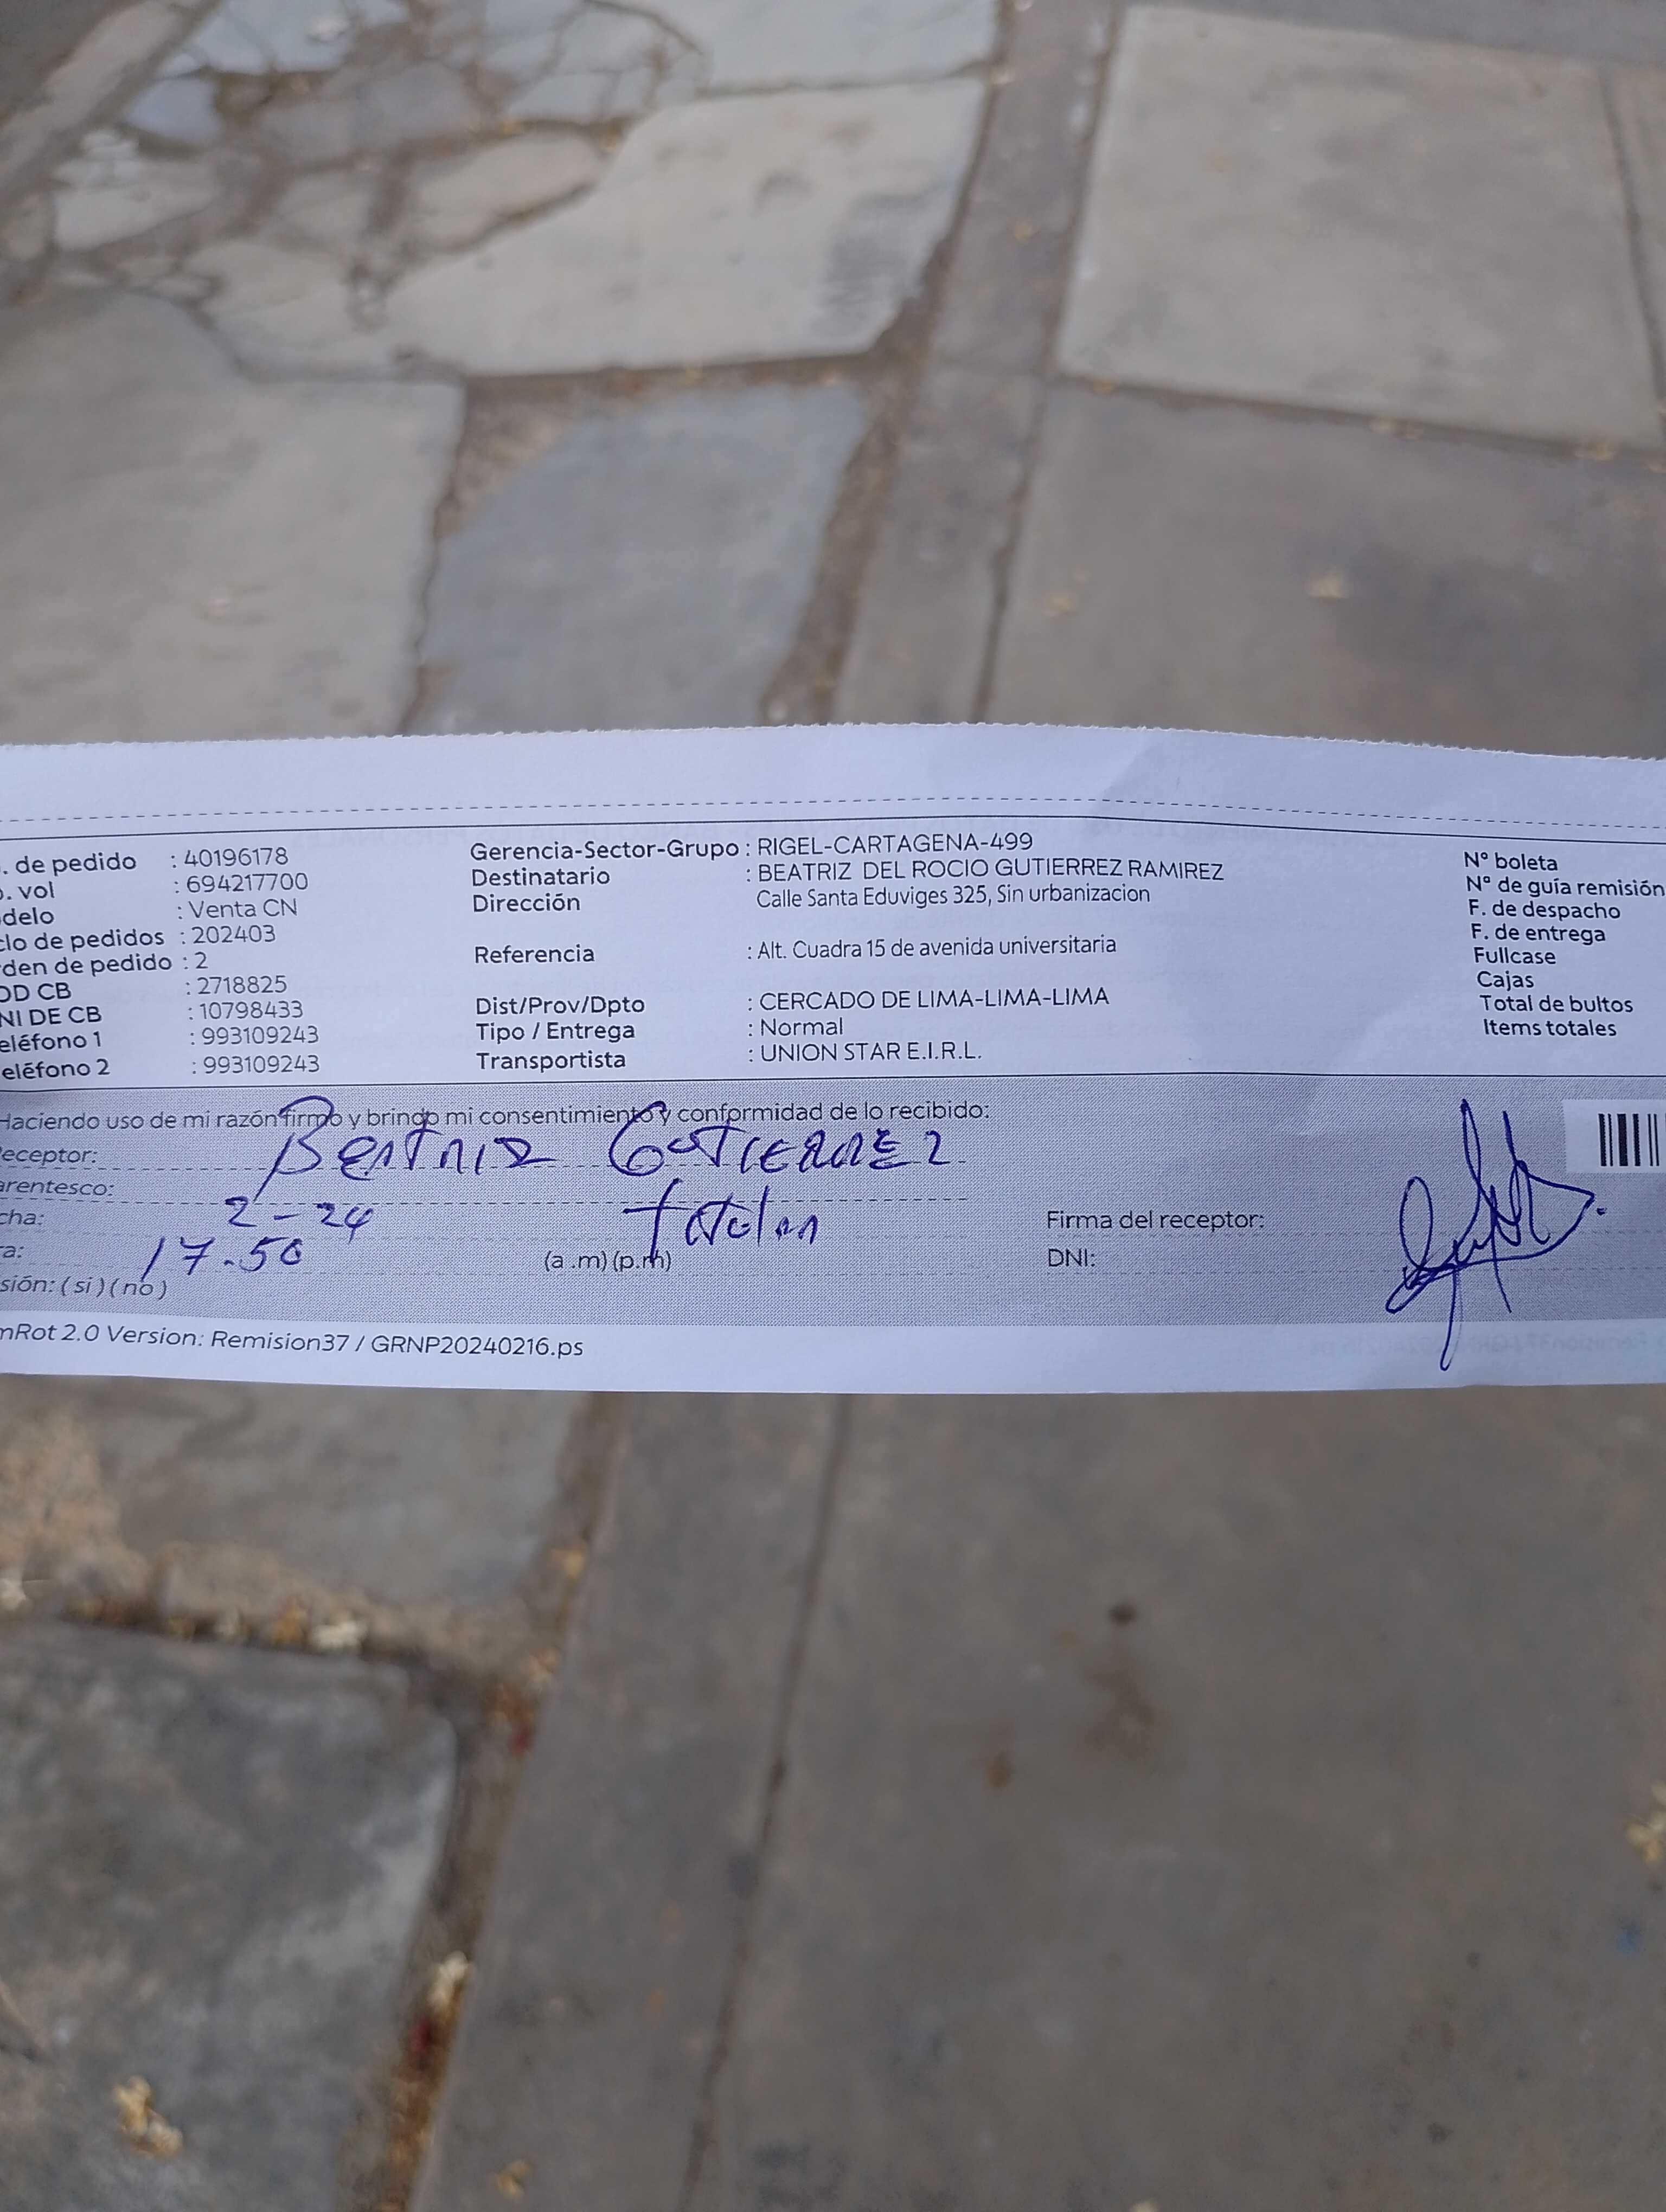 . de pedido : 40196178
. vol : 694217700
delo : Venta CN
clo de pedidos : 202403
rden de pedido : 2
OD CB : 2718825
NI DE CB : 10798433
eléfono 1 : 993109243
eléfono 2 : 993109243
Gerencia-Sector-Grupo : RIGEL-CARTAGENA-499
Destinatario : BEATRIZ DEL ROCIO GUTIERREZ RAMIREZ
Dirección Calle Santa Eduviges 325, Sin urbanizacion
Referencia : Alt. Cuadra 15 de avenida universitaria
Dist/Prov/Dpto : CERCADO DE LIMA-LIMA-LIMA
Tipo / Entrega : Normal
Transportista : UNION STAR E.I.R.L.
N° boleta
N° de guía remisión
F. de despacho
F. de entrega
Fullcase
Cajas
Total de bultos
Items totales
Haciendo uso de mi razón firmo y brindo mi consentimiento y conformidad de lo recibido:
eceptor: BEATRIZ GUTIERREZ
arentesco:
cha: 2-24
a: 17.50 (a .m) (p.m)
sión: ( si ) ( no )
Firma del receptor:
DNI:
mRot 2.0 Version: Remision37 / GRNP20240216.ps